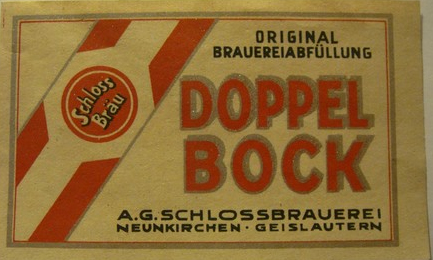 ORIGINAL
BRAUEREIABFÜLLUNG
Schloss
Bräu
DOPPEL
BOCK
A.G. SCHLOSSBRAUEREI
NEUNKIRCHEN · GEISLAUTERN